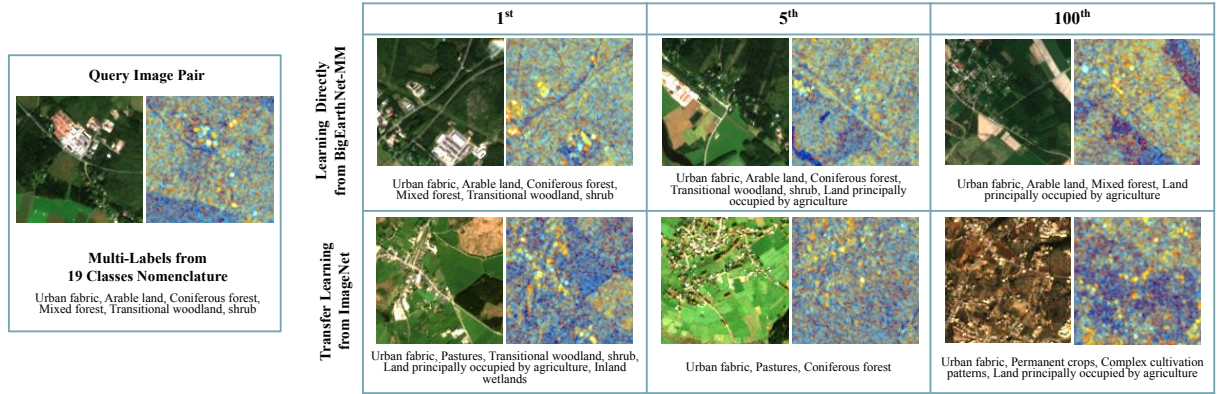 Query Image Pair
Multi-Labels from
19 Classes Nomenclature
Urban fabric, Arable land, Coniferous forest,
Mixed forest, Transitional woodland, shrub
1st
5th
100th
Learning Directly
from BigEarthNet-MM
Urban fabric, Arable land, Coniferous forest,
Mixed forest, Transitional woodland, shrub
Urban fabric, Arable land, Coniferous forest,
Transitional woodland, shrub, Land principally
occupied by agriculture
Urban fabric, Arable land, Mixed forest, Land
principally occupied by agriculture
Transfer Learning
from ImageNet
Urban fabric, Pastures, Transitional woodland, shrub,
Land principally occupied by agriculture, Inland
wetlands
Urban fabric, Pastures, Coniferous forest
Urban fabric, Permanent crops, Complex cultivation
patterns, Land principally occupied by agriculture